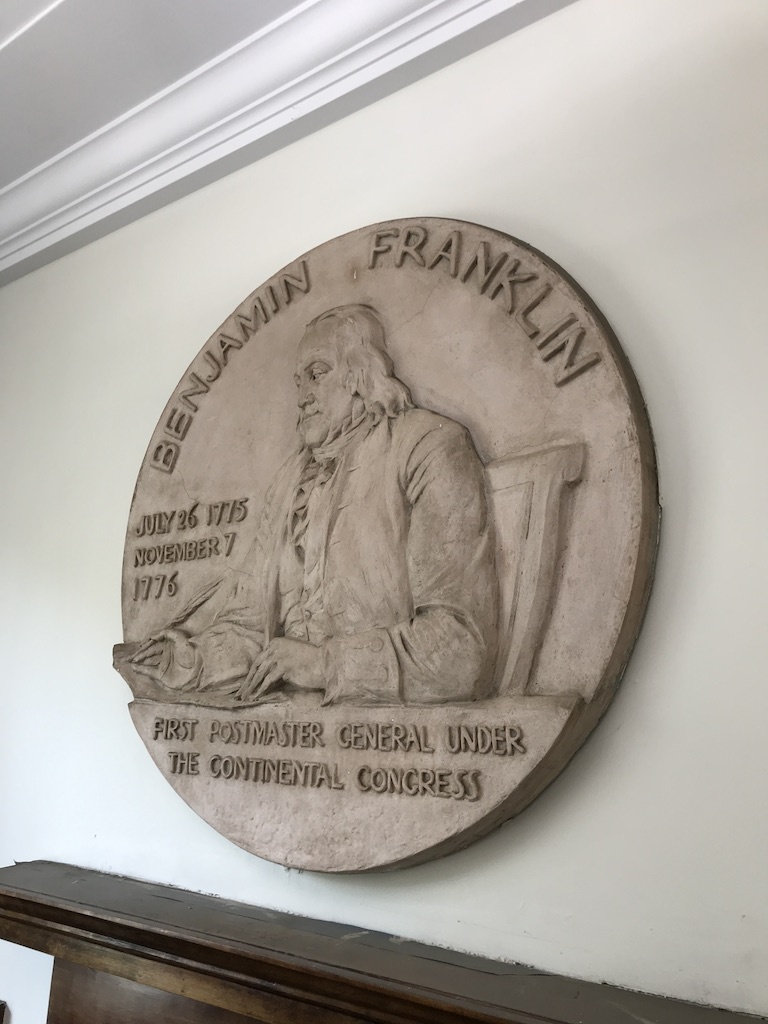 BENJAMIN FRANKLIN
JULY 26 1775
NOVEMBER 7
1776
FIRST POSTMASTER GENERAL UNDER
THE CONTINENTAL CONGRESS